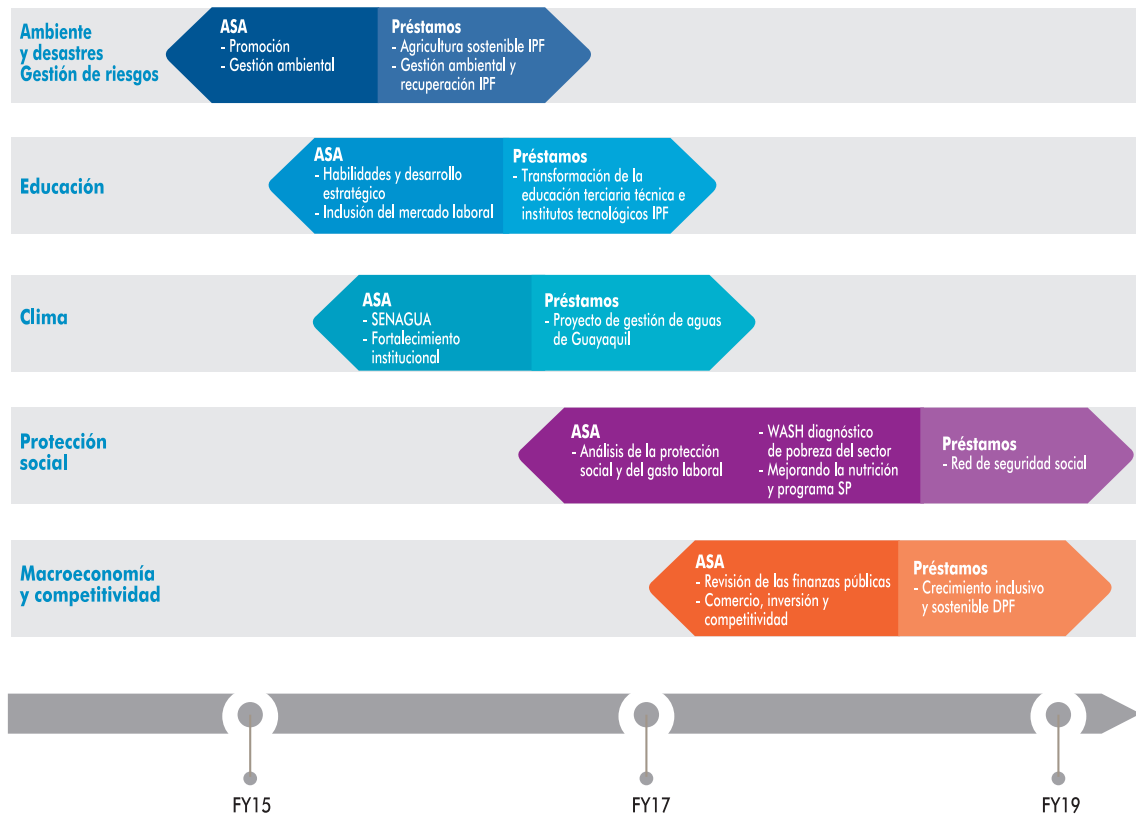 Ambiente
y desastres
Gestión de riesgos
ASA
- Promoción
- Gestión ambiental
Préstamos
- Agricultura sostenible IPF
- Gestión ambiental y
recuperación IPF
Educación
ASA
- Habilidades y desarrollo
estratégico
- Inclusión del mercado laboral
Préstamos
- Transformación de la
educación terciaria técnica e
institutos tecnológicos IPF
Clima
ASA
- SENAGUA
- Fortalecimiento
institucional
Préstamos
- Proyecto de gestión de aguas
de Guayaquil
Protección
social
ASA
- Análisis de la protección
social y del gasto laboral
- WASH diagnóstico
de pobreza del sector
- Mejorando la nutrición
y programa SP
Préstamos
- Red de seguridad social
Macroeconomía
y competitividad
ASA
- Revisión de las finanzas públicas
- Comercio, inversión y
competitividad
Préstamos
- Crecimiento inclusivo
y sostenible DPF
FY15
FY17
FY19